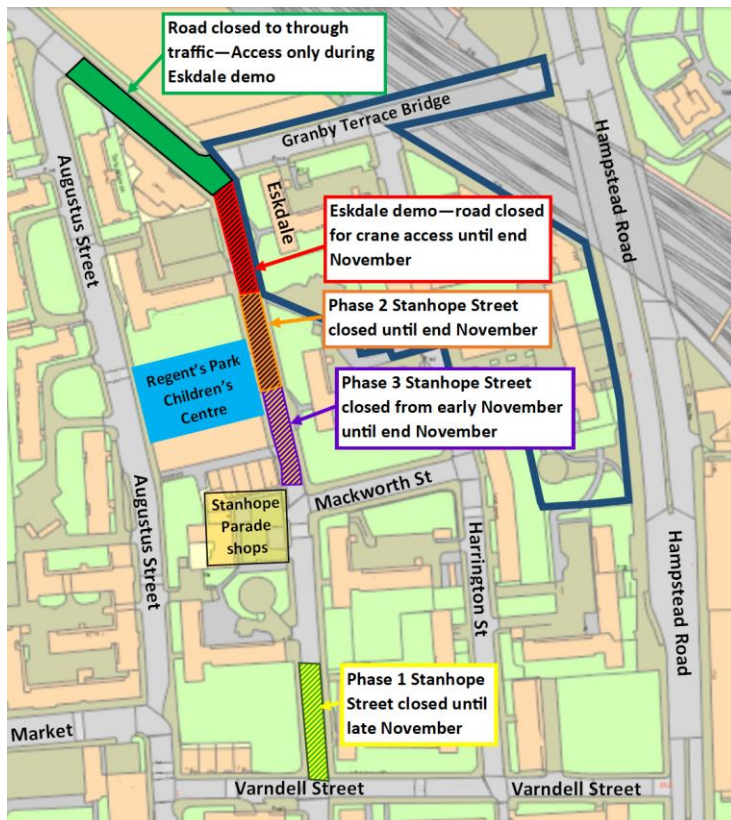 Road closed to through
traffic—Access only during
Eskdale demo
Granby Terrace Bridge
Hampstead Road
Augustus Street
Eskdale
Eskdale demo—road closed
for crane access until end
November
Phase 2 Stanhope Street
closed until end November
Regent's Park
Children's
Centre
Phase 3 Stanhope Street
closed from early November
until end November
Mackworth St
Augustus Street
Stanhope
Parade
shops
Harrington St
Hampstead Road
Phase 1 Stanhope
Street closed until
late November
Market
Varndell Street
Varndell Street